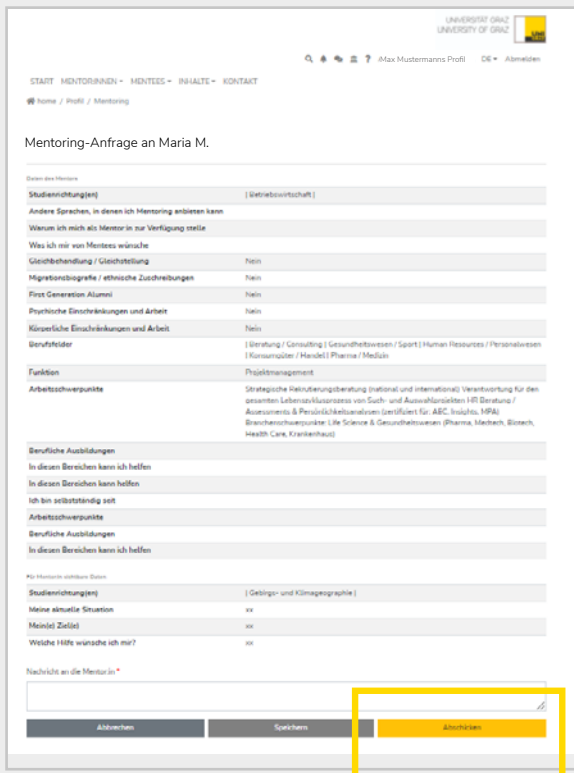 UNIVERSITÄT GRAZ
UNIVERSITY OF GRAZ
UNI
GRAZ
? Max Mustermanns Profil DE Abmelden
START MENTOR:INNEN MENTEES INHALTE KONTAKT
home / Profil / Mentoring
Mentoring-Anfrage an Maria M.
Daten des Mentors
Studienrichtung(en) | Betriebswirtschaft |
Andere Sprachen, in denen ich Mentoring anbieten kann
Warum ich mich als Mentor:in zur Verfügung stelle
Was ich mir von Mentees wünsche
Gleichbehandlung / Gleichstellung Nein
Migrationsbiografie / ethnische Zuschreibungen Nein
First Generation Alumni Nein
Psychische Einschränkungen und Arbeit Nein
Körperliche Einschränkungen und Arbeit Nein
Berufsfelder | Beratung / Consulting | Gesundheitswesen / Sport | Human Resources / Personalwesen
| Konsumgüter / Handel | Pharma / Medizin
Funktion Projektmanagement
Arbeitsschwerpunkte Strategische Rekrutierungsberatung (national und international) Verantwortung für den
gesamten Lebenszyklusprozess von Such- und Auswahlprojekten HR Beratung /
Assessments & Persönlichkeitsanalysen (zertifiziert für: ABC, Insights, MPA)
Branchenschwerpunkte: Life Science & Gesundheitswesen (Pharma, Medtech, Biotech,
Health Care, Krankenhaus)
Berufliche Ausbildungen
In diesen Bereichen kann ich helfen
In diesen Bereichen kann helfen
Ich bin selbstständig seit
Arbeitsschwerpunkte
Berufliche Ausbildungen
In diesen Bereichen kann ich helfen
Für Mentor:in sichtbare Daten
Studienrichtung(en) | Gebirgs- und Klimageographie |
Meine aktuelle Situation xx
Mein(e) Ziel(e) xx
Welche Hilfe wünsche ich mir? xx
Nachricht an die Mentor:in *
Abbrechen Speichern Abschicken